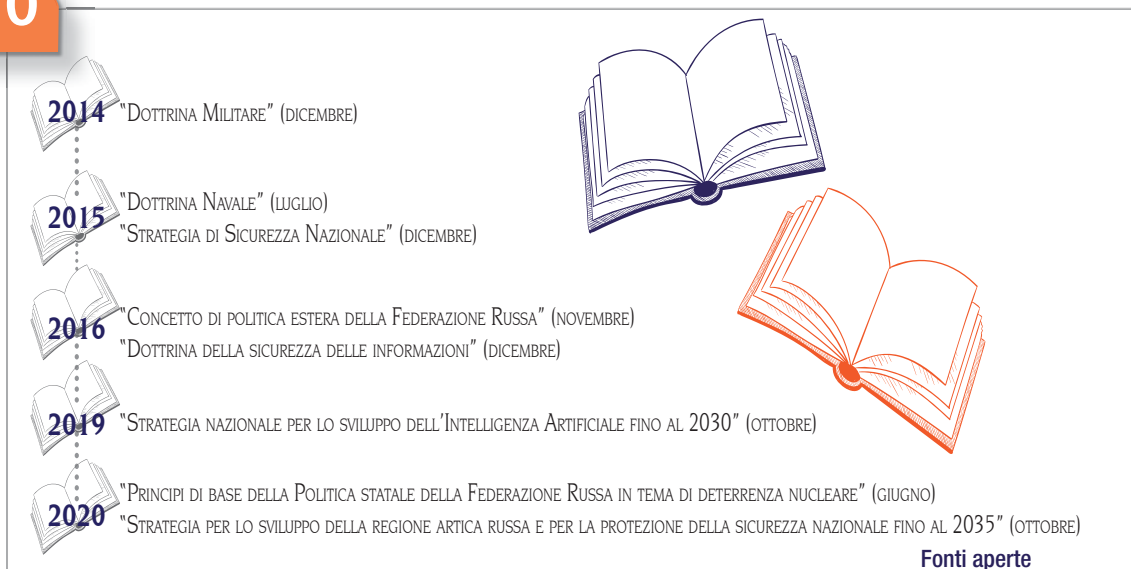 0
2014 "Dottrina Militare" (dicembre)
2015 "Dottrina Navale" (luglio)
"Strategia di Sicurezza Nazionale" (dicembre)
2016 "Concetto di politica estera della Federazione Russa" (novembre)
"Dottrina della sicurezza delle informazioni" (dicembre)
2019 "Strategia nazionale per lo sviluppo dell'Intelligenza Artificiale fino al 2030" (ottobre)
2020 "Principi di base della Politica statale della Federazione Russa in tema di deterrenza nucleare" (giugno)
"Strategia per lo sviluppo della regione artica russa e per la protezione della sicurezza nazionale fino al 2035" (ottobre)
Fonti aperte